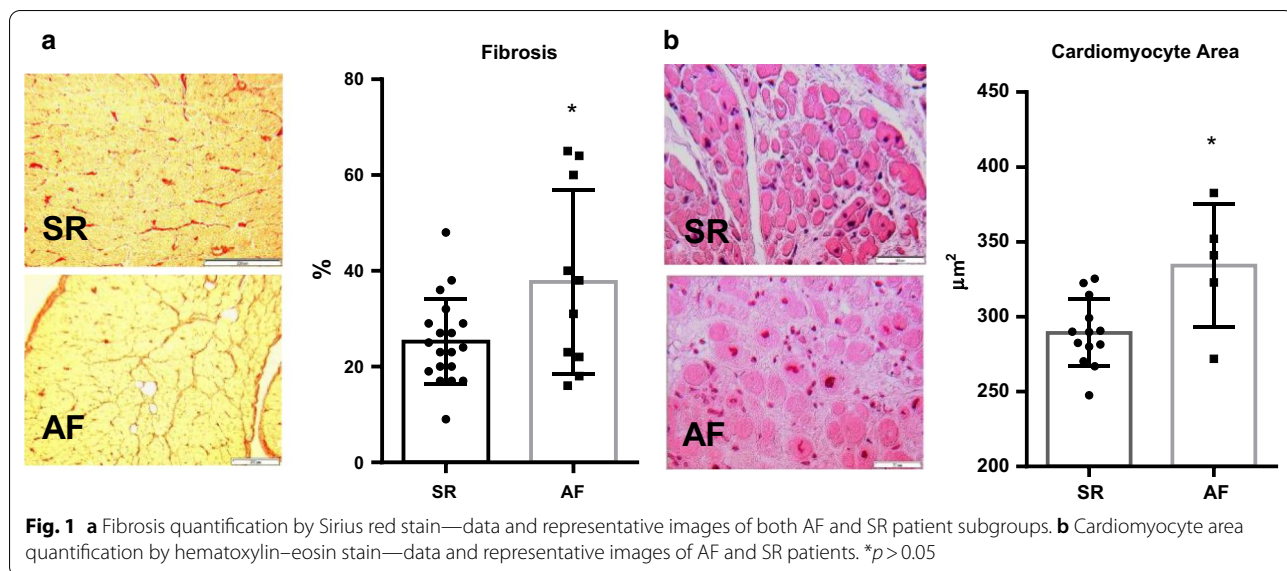 a
Fibrosis
80
60
40
20
0
%
*
SR
AF
SR
AF
b
Cardiomyocyte Area
450
400
350
300
250
200
μm²
*
SR
AF
SR
AF
Fig. 1 a Fibrosis quantification by Sirius red stain—data and representative images of both AF and SR patient subgroups. b Cardiomyocyte area
quantification by hematoxylin–eosin stain—data and representative images of AF and SR patients. *p > 0.05